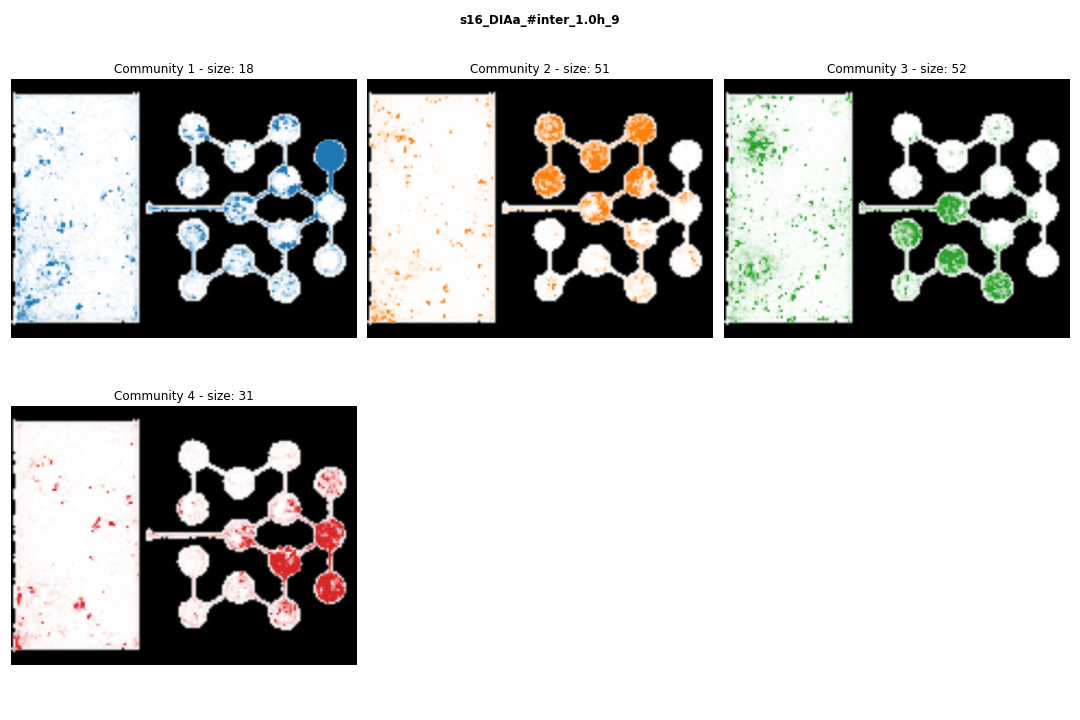 s16_DIAa_#inter_1.0h_9
Community 1 - size: 18
Community 2 - size: 51
Community 3 - size: 52
Community 4 - size: 31